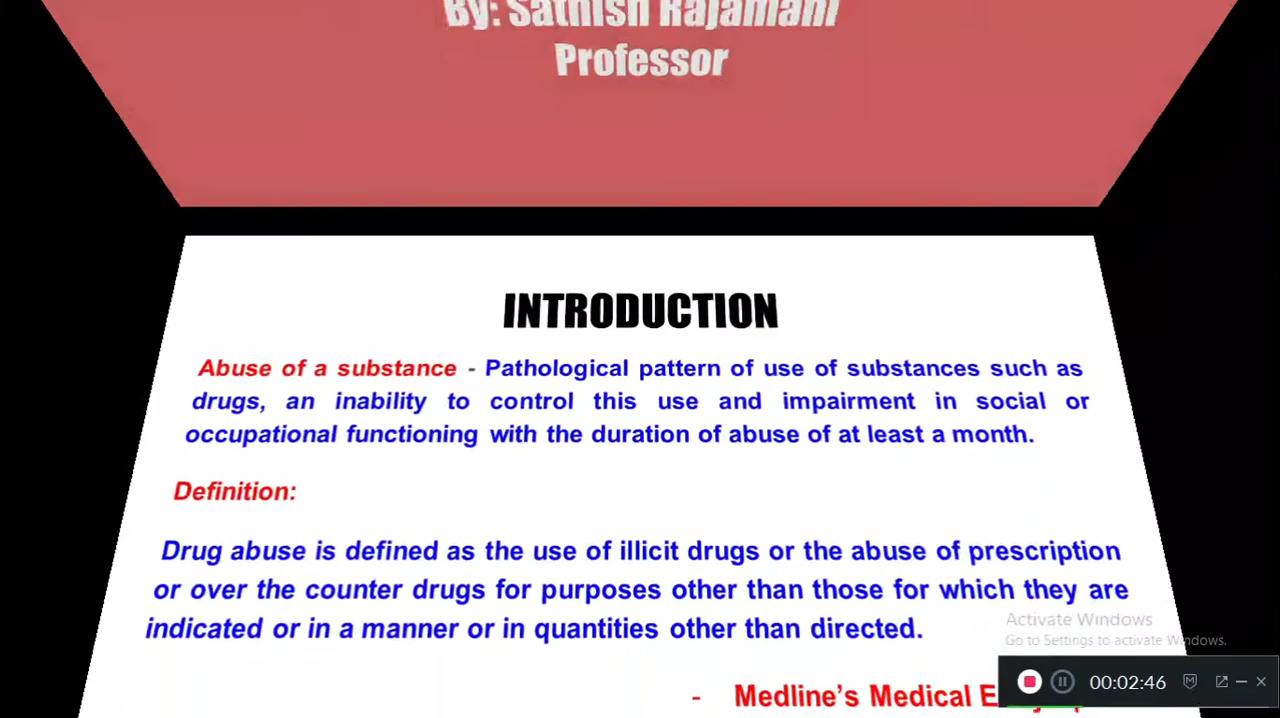 By: Sathish Rajamani
Professor
INTRODUCTION
Abuse of a substance - Pathological pattern of use of substances such as
drugs, an inability to control this use and impairment in social or
occupational functioning with the duration of abuse of at least a month.
Definition:
Drug abuse is defined as the use of illicit drugs or the abuse of prescription
or over the counter drugs for purposes other than those for which they are
indicated or in a manner or in quantities other than directed.
- Medline’s Medical
Activate Windows
Go to Settings to activate Windows.
00:02:46